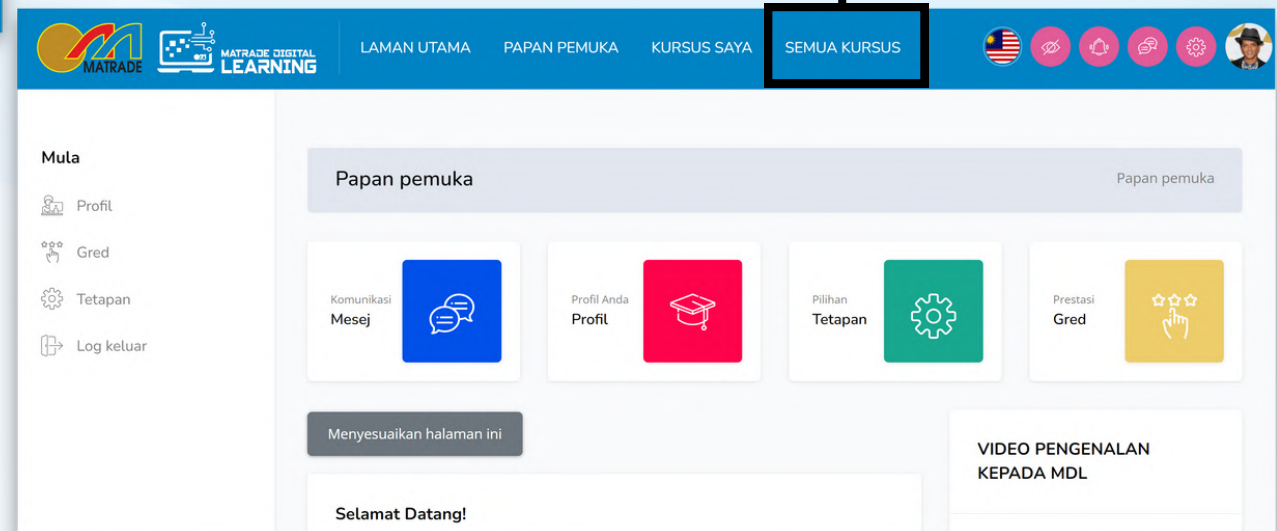 MATRADE
MATRADE DIGITAL
LEARNING
LAMAN UTAMA
PAPAN PEMUKA
KURSUS SAYA
SEMUA KURSUS
Mula
Profil
Gred
Tetapan
Log keluar
Papan pemuka
Papan pemuka
Komunikasi
Mesej
Profil Anda
Profil
Pilihan
Tetapan
Prestasi
Gred
Menyesuaikan halaman ini
VIDEO PENGENALAN
KEPADA MDL
Selamat Datang!